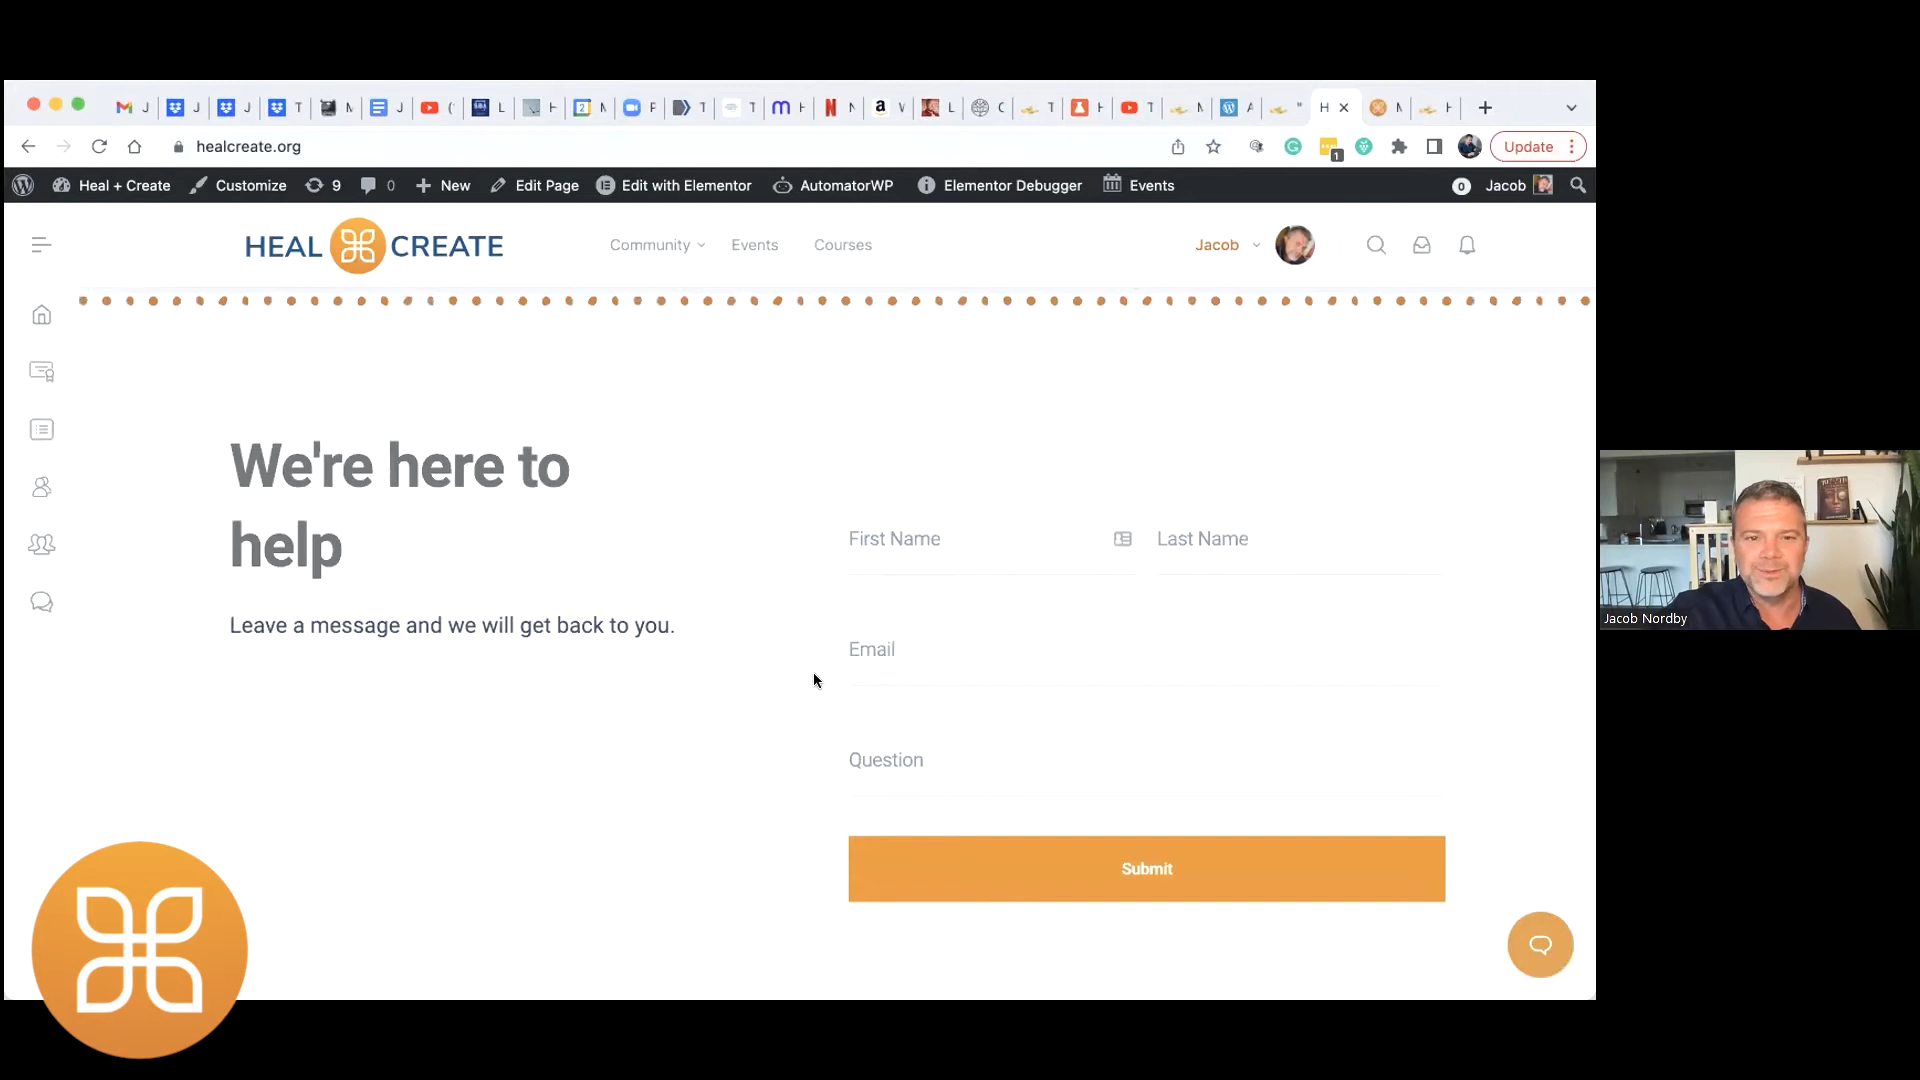 J J J T M J ( L H 2 M F T T H N a V L C T H T M A " H M H
healcreate.org
1
Update
Heal + Create Customize 9 0 New Edit Page Edit with Elementor AutomatorWP Elementor Debugger Events 0 Jacob
HEAL CREATE
Community Events Courses
Jacob
We're here to
help
Leave a message and we will get back to you.
First Name Last Name
Email
Question
Submit
Jacob Nordby